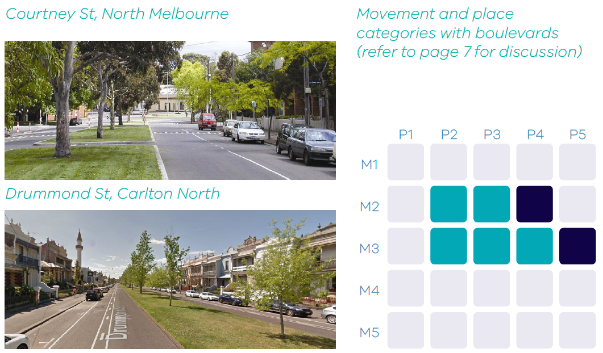 Courtney St, North Melbourne
Drummond St, Carlton North
Movement and place
categories with boulevards
(refer to page 7 for discussion)
P1 P2 P3 P4 P5
M1
M2
M3
M4
M5